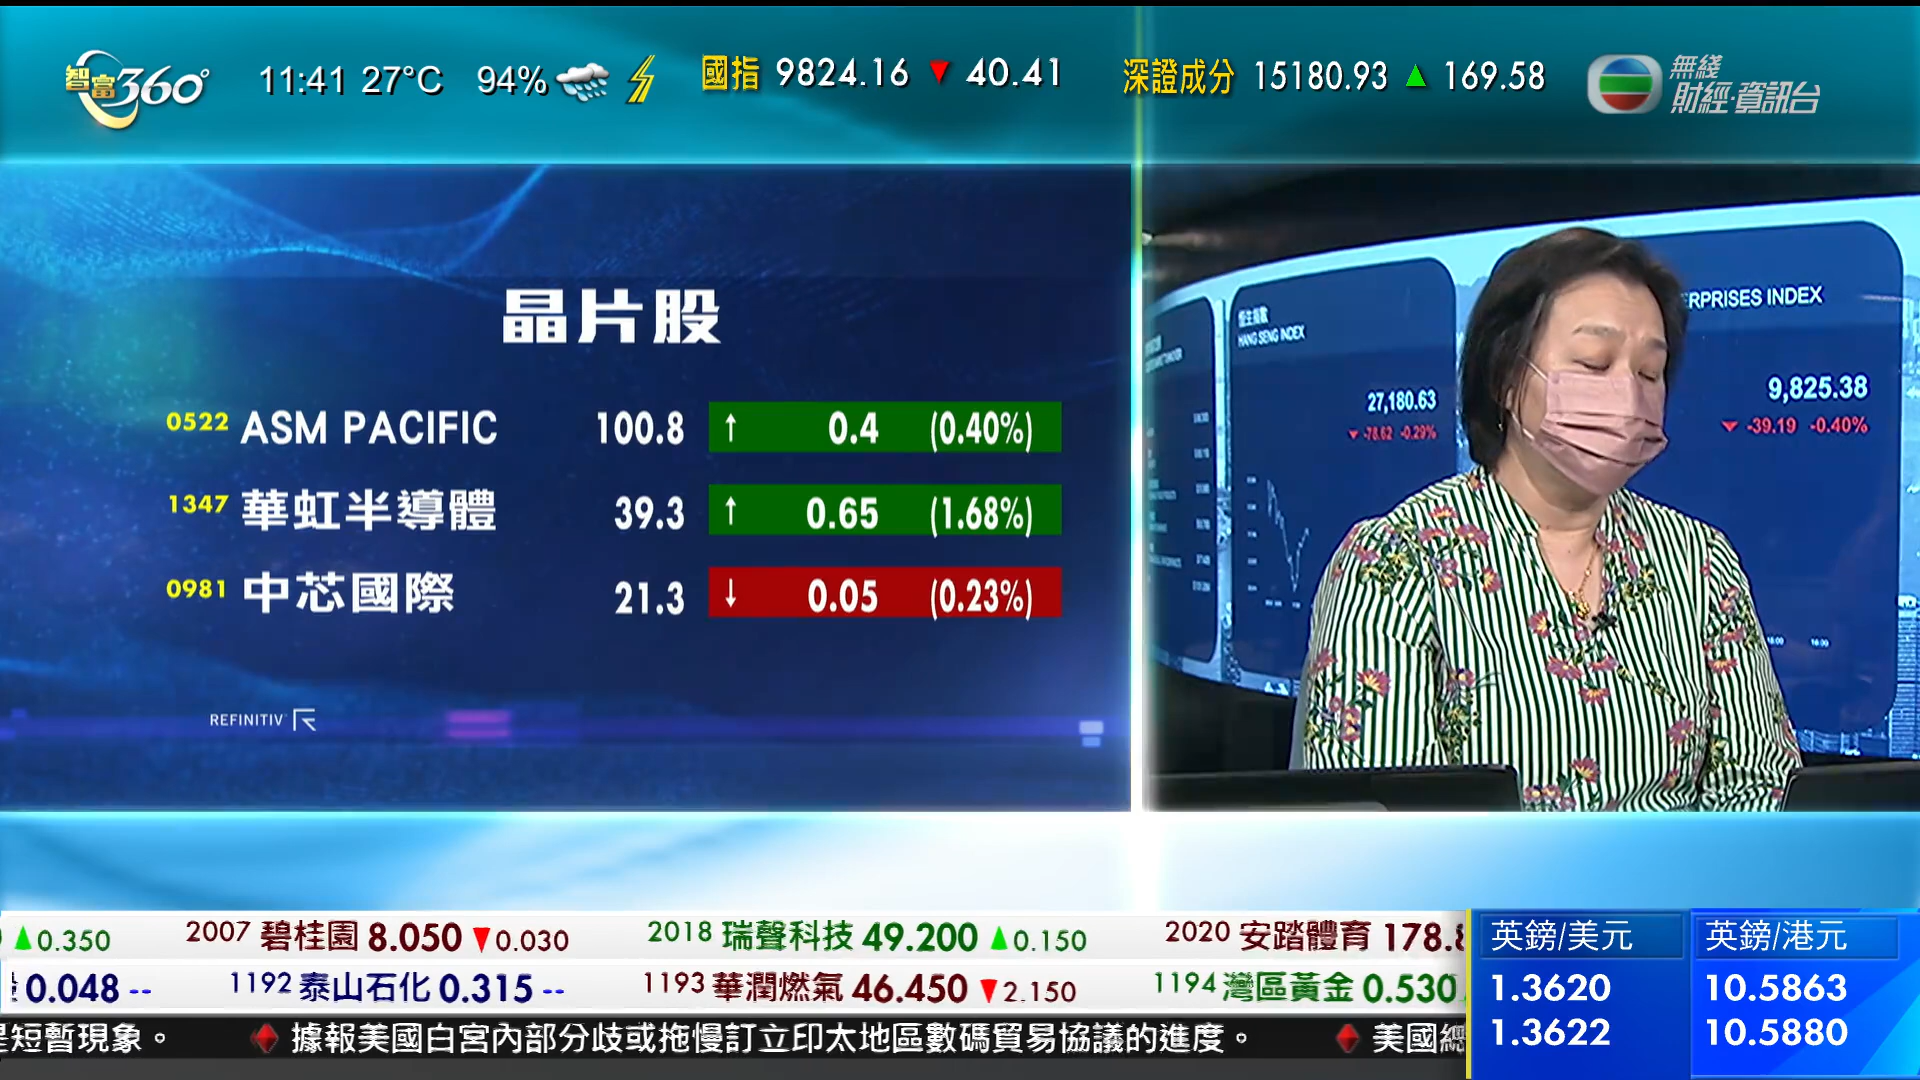 智富360°
11:41 27°C 94%
國指 9824.16 ▼ 40.41
深證成分 15180.93 ▲ 169.58
無綫
財經·資訊台
晶片股
0522 ASM PACIFIC 100.8 ↑ 0.4 (0.40%)
1347 華虹半導體 39.3 ↑ 0.65 (1.68%)
0981 中芯國際 21.3 ↓ 0.05 (0.23%)
REFINITIV
恒生指數
HANG SENG INDEX
27,180.63
▼ -78.62 -0.29%
ERPRISES INDEX
9,825.38
▼ -39.19 -0.40%
▲0.350 2007 碧桂園 8.050 ▼0.030 2018 瑞聲科技 49.200 ▲0.150 2020 安踏體育 178.8
0.048 -- 1192 泰山石化 0.315 -- 1193 華潤燃氣 46.450 ▼2.150 1194 灣區黃金 0.530
短暫現象。 ◆ 據報美國白宮內部分歧或拖慢訂立印太地區數碼貿易協議的進度。 ◆ 美國總
英鎊/美元
1.3620
1.3622
英鎊/港元
10.5863
10.5880